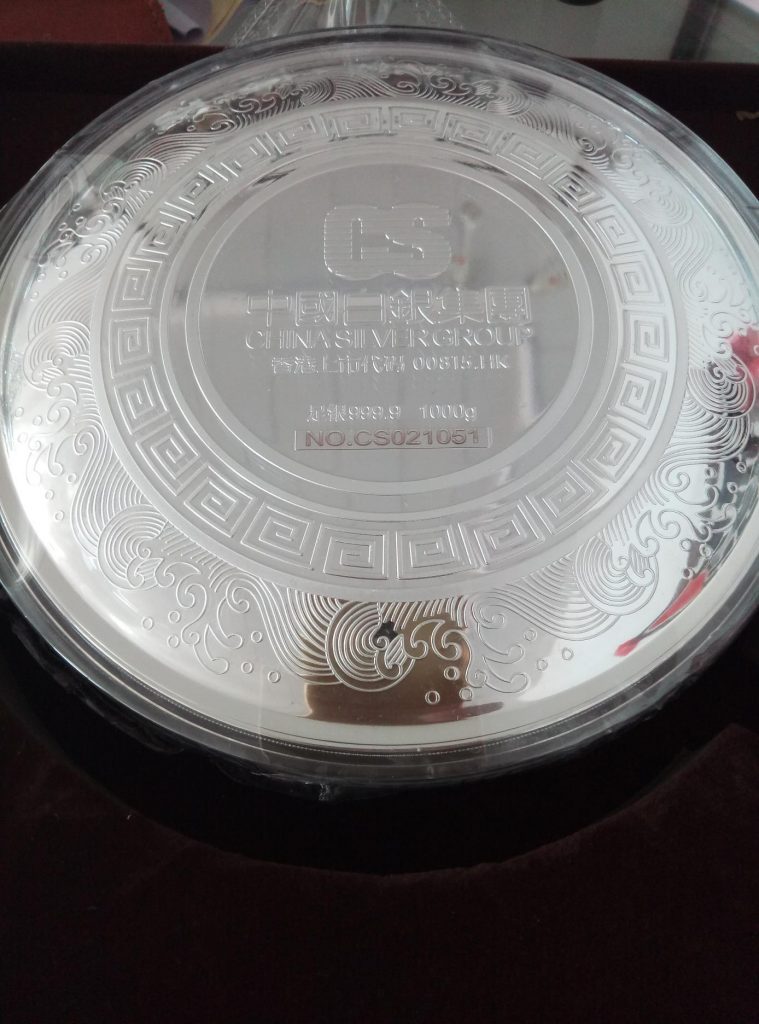 CS
中國白銀集團
CHINA SILVER GROUP
香港上市代码 00815.HK
足银999.9 1000g
NO.CS021051